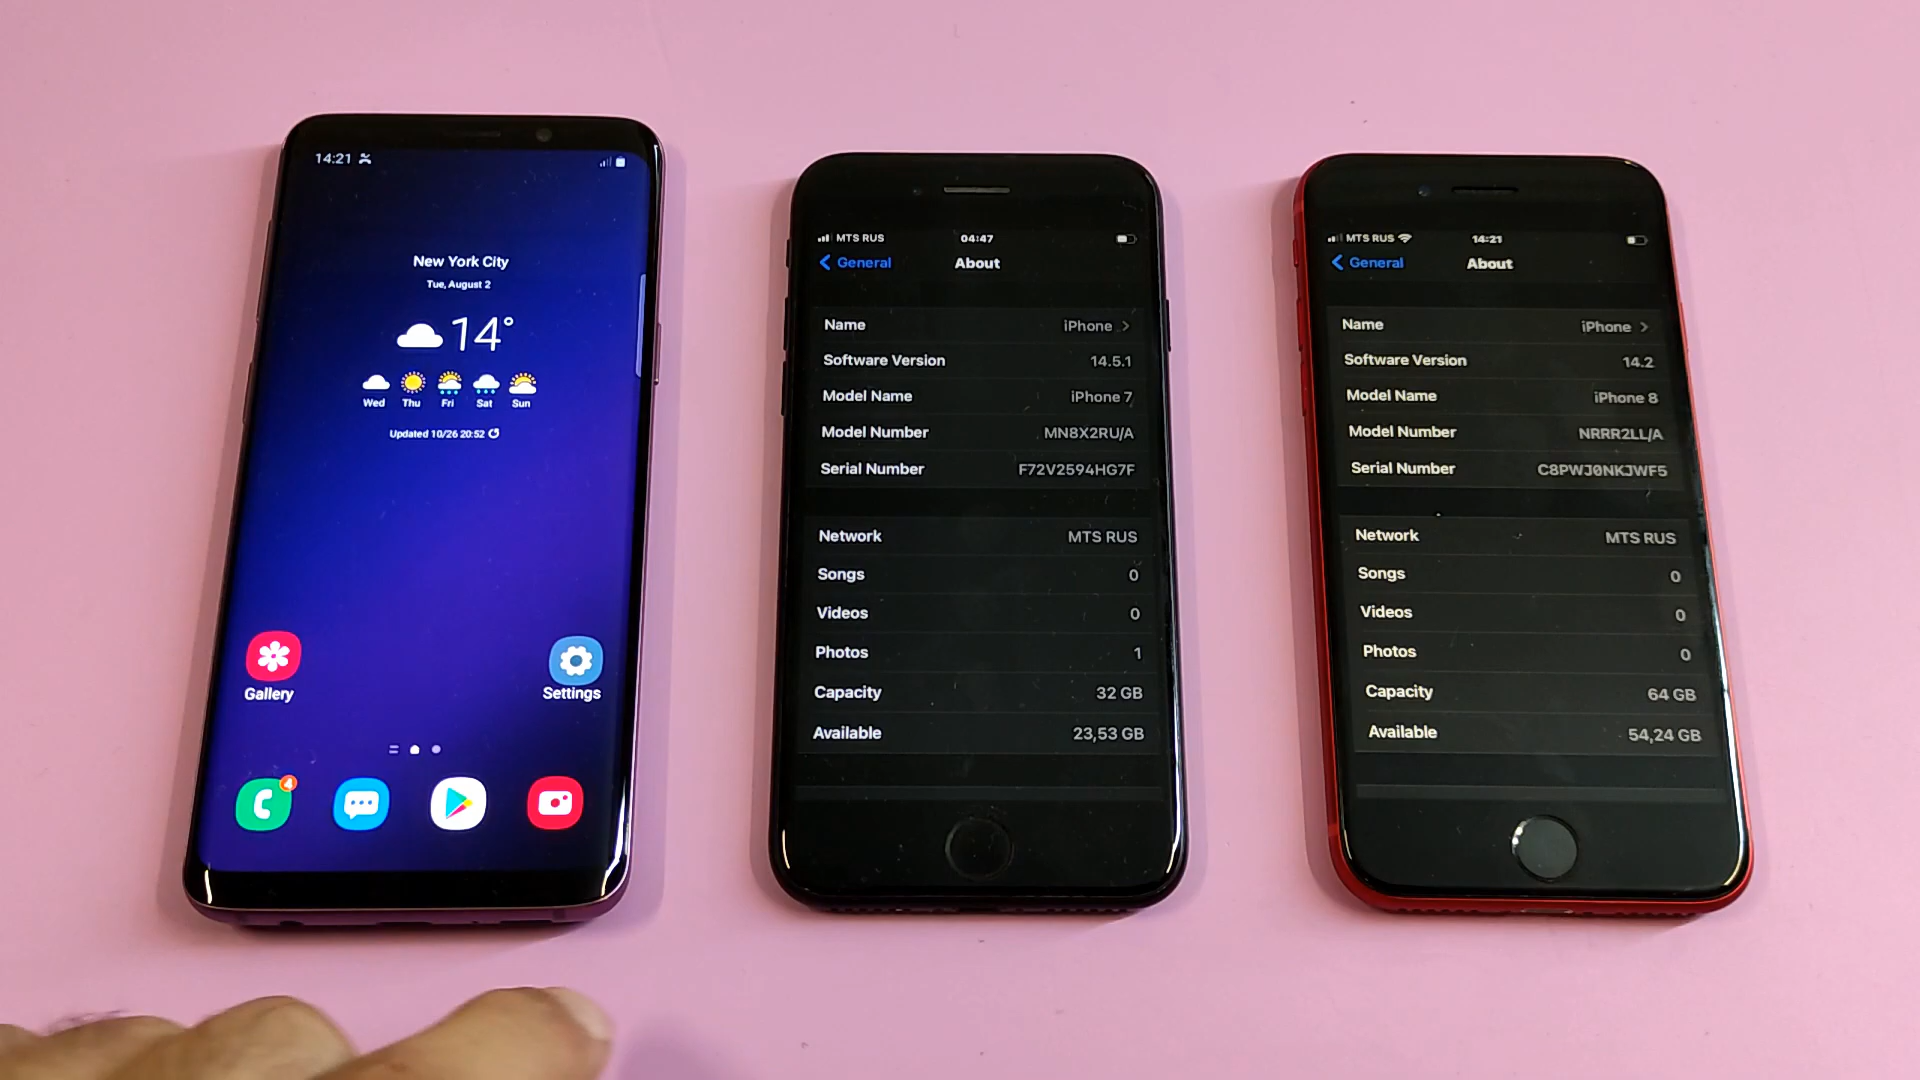 14:21
New York City
Tue, August 2
14°
Wed Thu Fri Sat Sun
Updated 10/26 20:52
Gallery
Settings
4
MTS RUS 04:47
General About
Name iPhone
Software Version 14.5.1
Model Name iPhone 7
Model Number MN8X2RU/A
Serial Number F72V2594HG7F
Network MTS RUS
Songs 0
Videos 0
Photos 1
Capacity 32 GB
Available 23,53 GB
MTS RUS 14:21
General About
Name iPhone
Software Version 14.2
Model Name iPhone 8
Model Number NRRR2LL/A
Serial Number C8PWJ0NKJWF5
Network MTS RUS
Songs 0
Videos 0
Photos 0
Capacity 64 GB
Available 54,24 GB